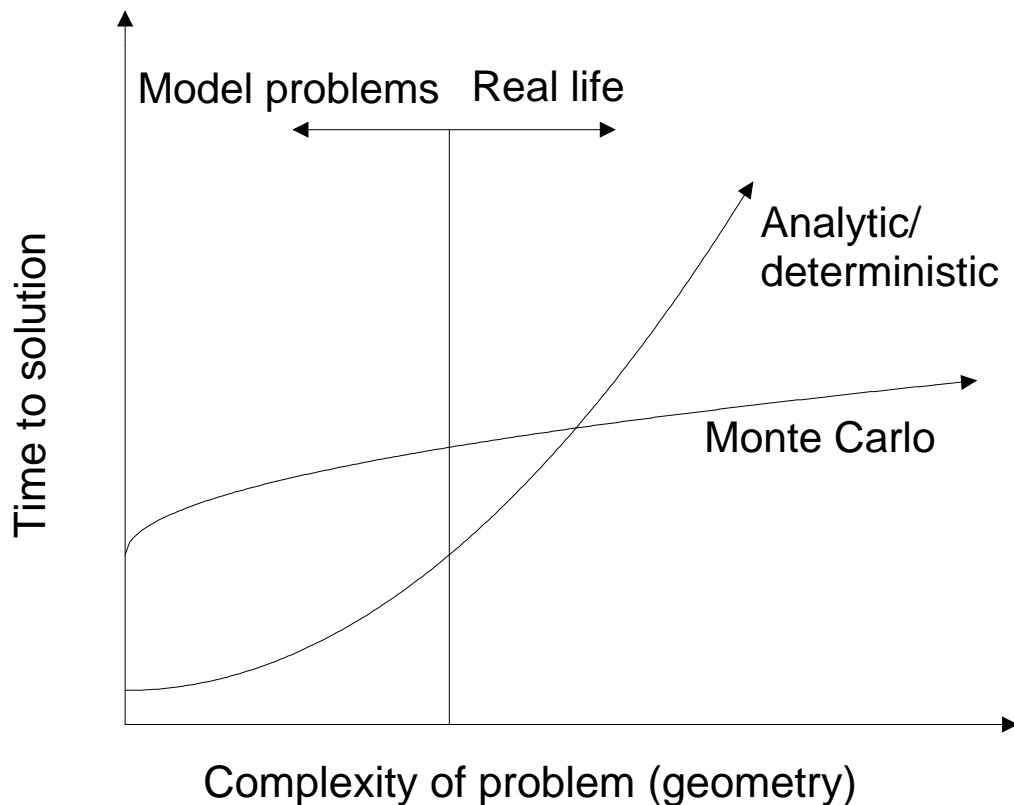 Model problems
Real life
Analytic/
deterministic
Monte Carlo
Time to solution
Complexity of problem (geometry)